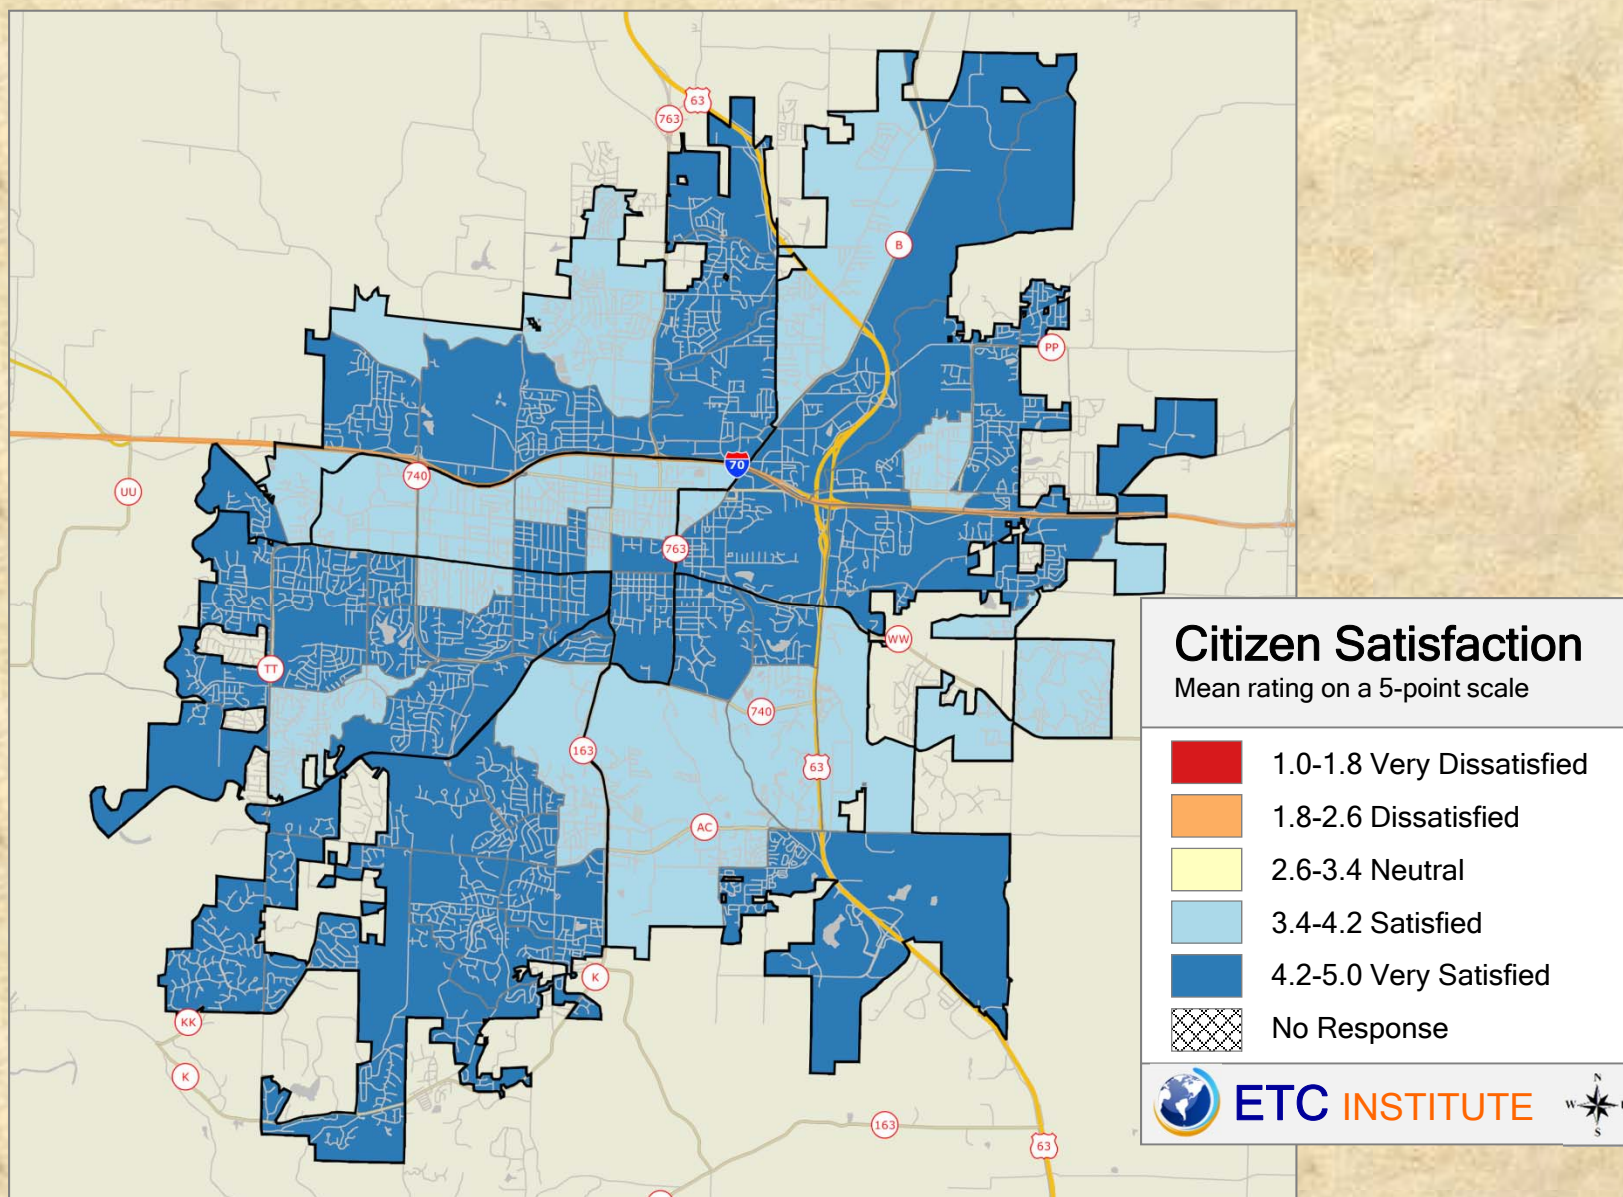 63
763
B
PP
70
740
UU
763
WW
TT
740
163
63
AC
K
KK
K
163
63
Citizen Satisfaction
Mean rating on a 5-point scale
1.0-1.8 Very Dissatisfied
1.8-2.6 Dissatisfied
2.6-3.4 Neutral
3.4-4.2 Satisfied
4.2-5.0 Very Satisfied
No Response
ETC INSTITUTE
N
W
S